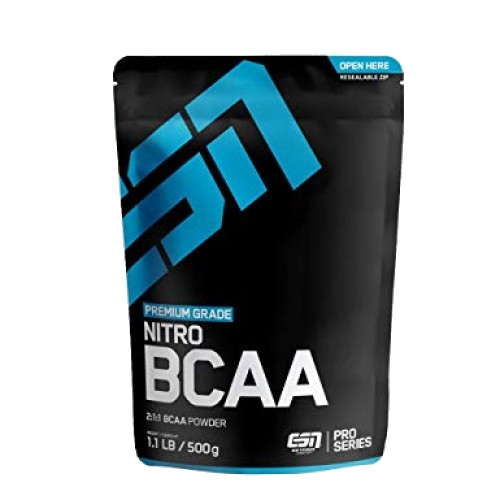 OPEN HERE
RESEALABLE ZIP
ESN
PREMIUM GRADE
NITRO
BCAA
2:1:1 BCAA POWDER
1.1 LB / 500g
ESN
PRO
SERIES